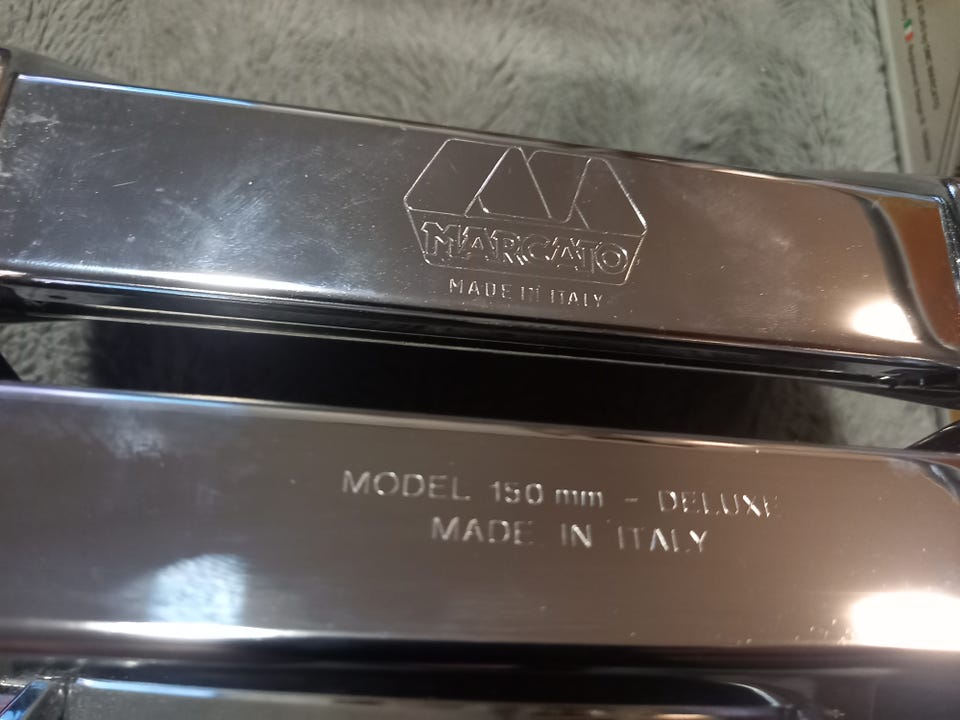 MARCATO
MADE IN ITALY
MODEL 150 mm - DELUXE
MADE IN ITALY